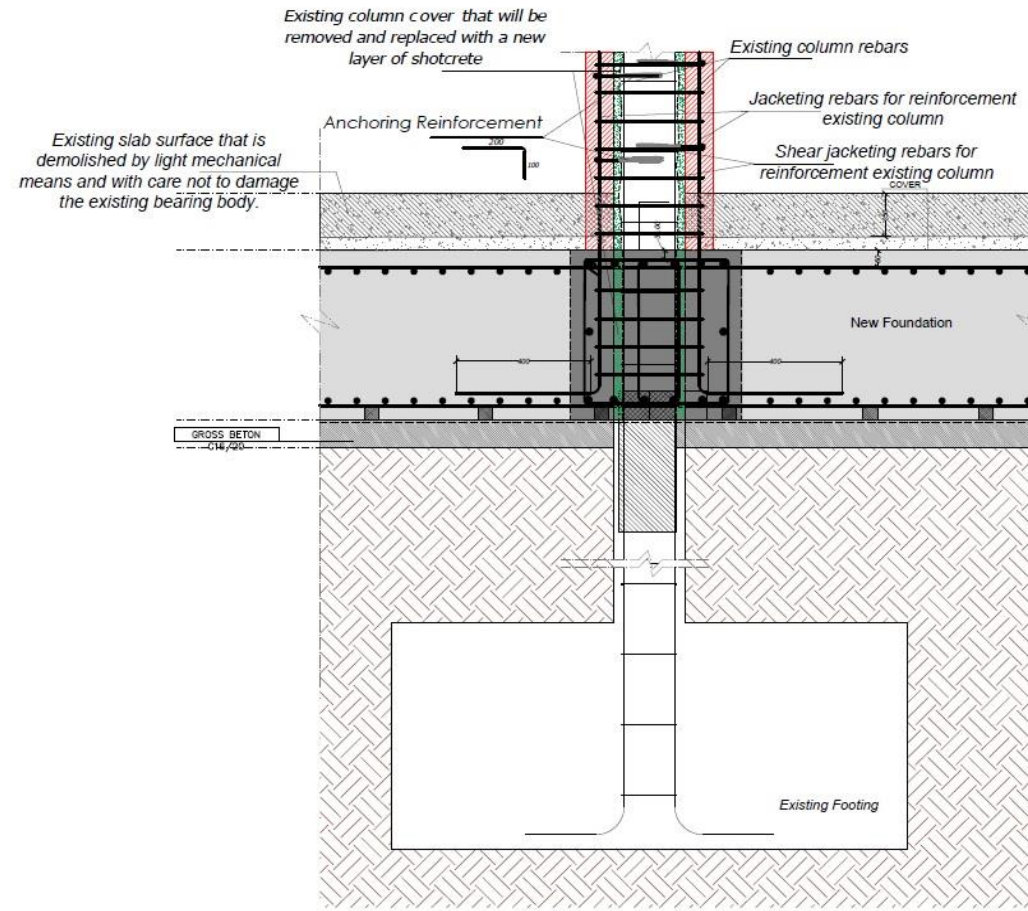 Existing column cover that will be
removed and replaced with a new
layer of shotcrete
Existing column rebars
Jacketing rebars for reinforcement
existing column
Anchoring Reinforcement
200
100
Shear jacketing rebars for
reinforcement existing column
Existing slab surface that is
demolished by light mechanical
means and with care not to damage
the existing bearing body.
COVER
New Foundation
400
400
GROSS BETON
C16/20
Existing Footing